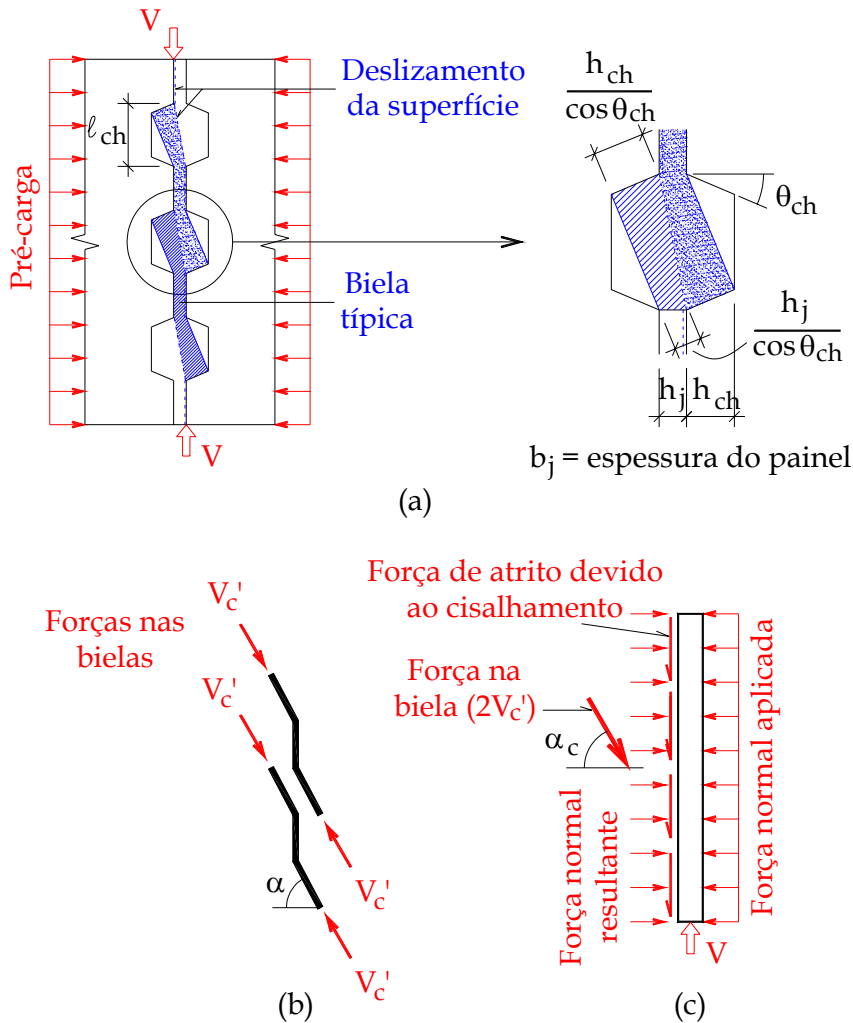 V
Deslizamento
da superfície
ℓch
Pré-carga
Biela
típica
V
hch
cos θch
θch
hj
cos θch
hj
hch
bj = espessura do painel
(a)
Forças nas
bielas
Vc'
Vc'
α
Vc'
Vc'
(b)
Força de atrito devido
ao cisalhamento
Força na
biela (2Vc')
αc
Força normal
resultante
Força normal aplicada
V
(c)